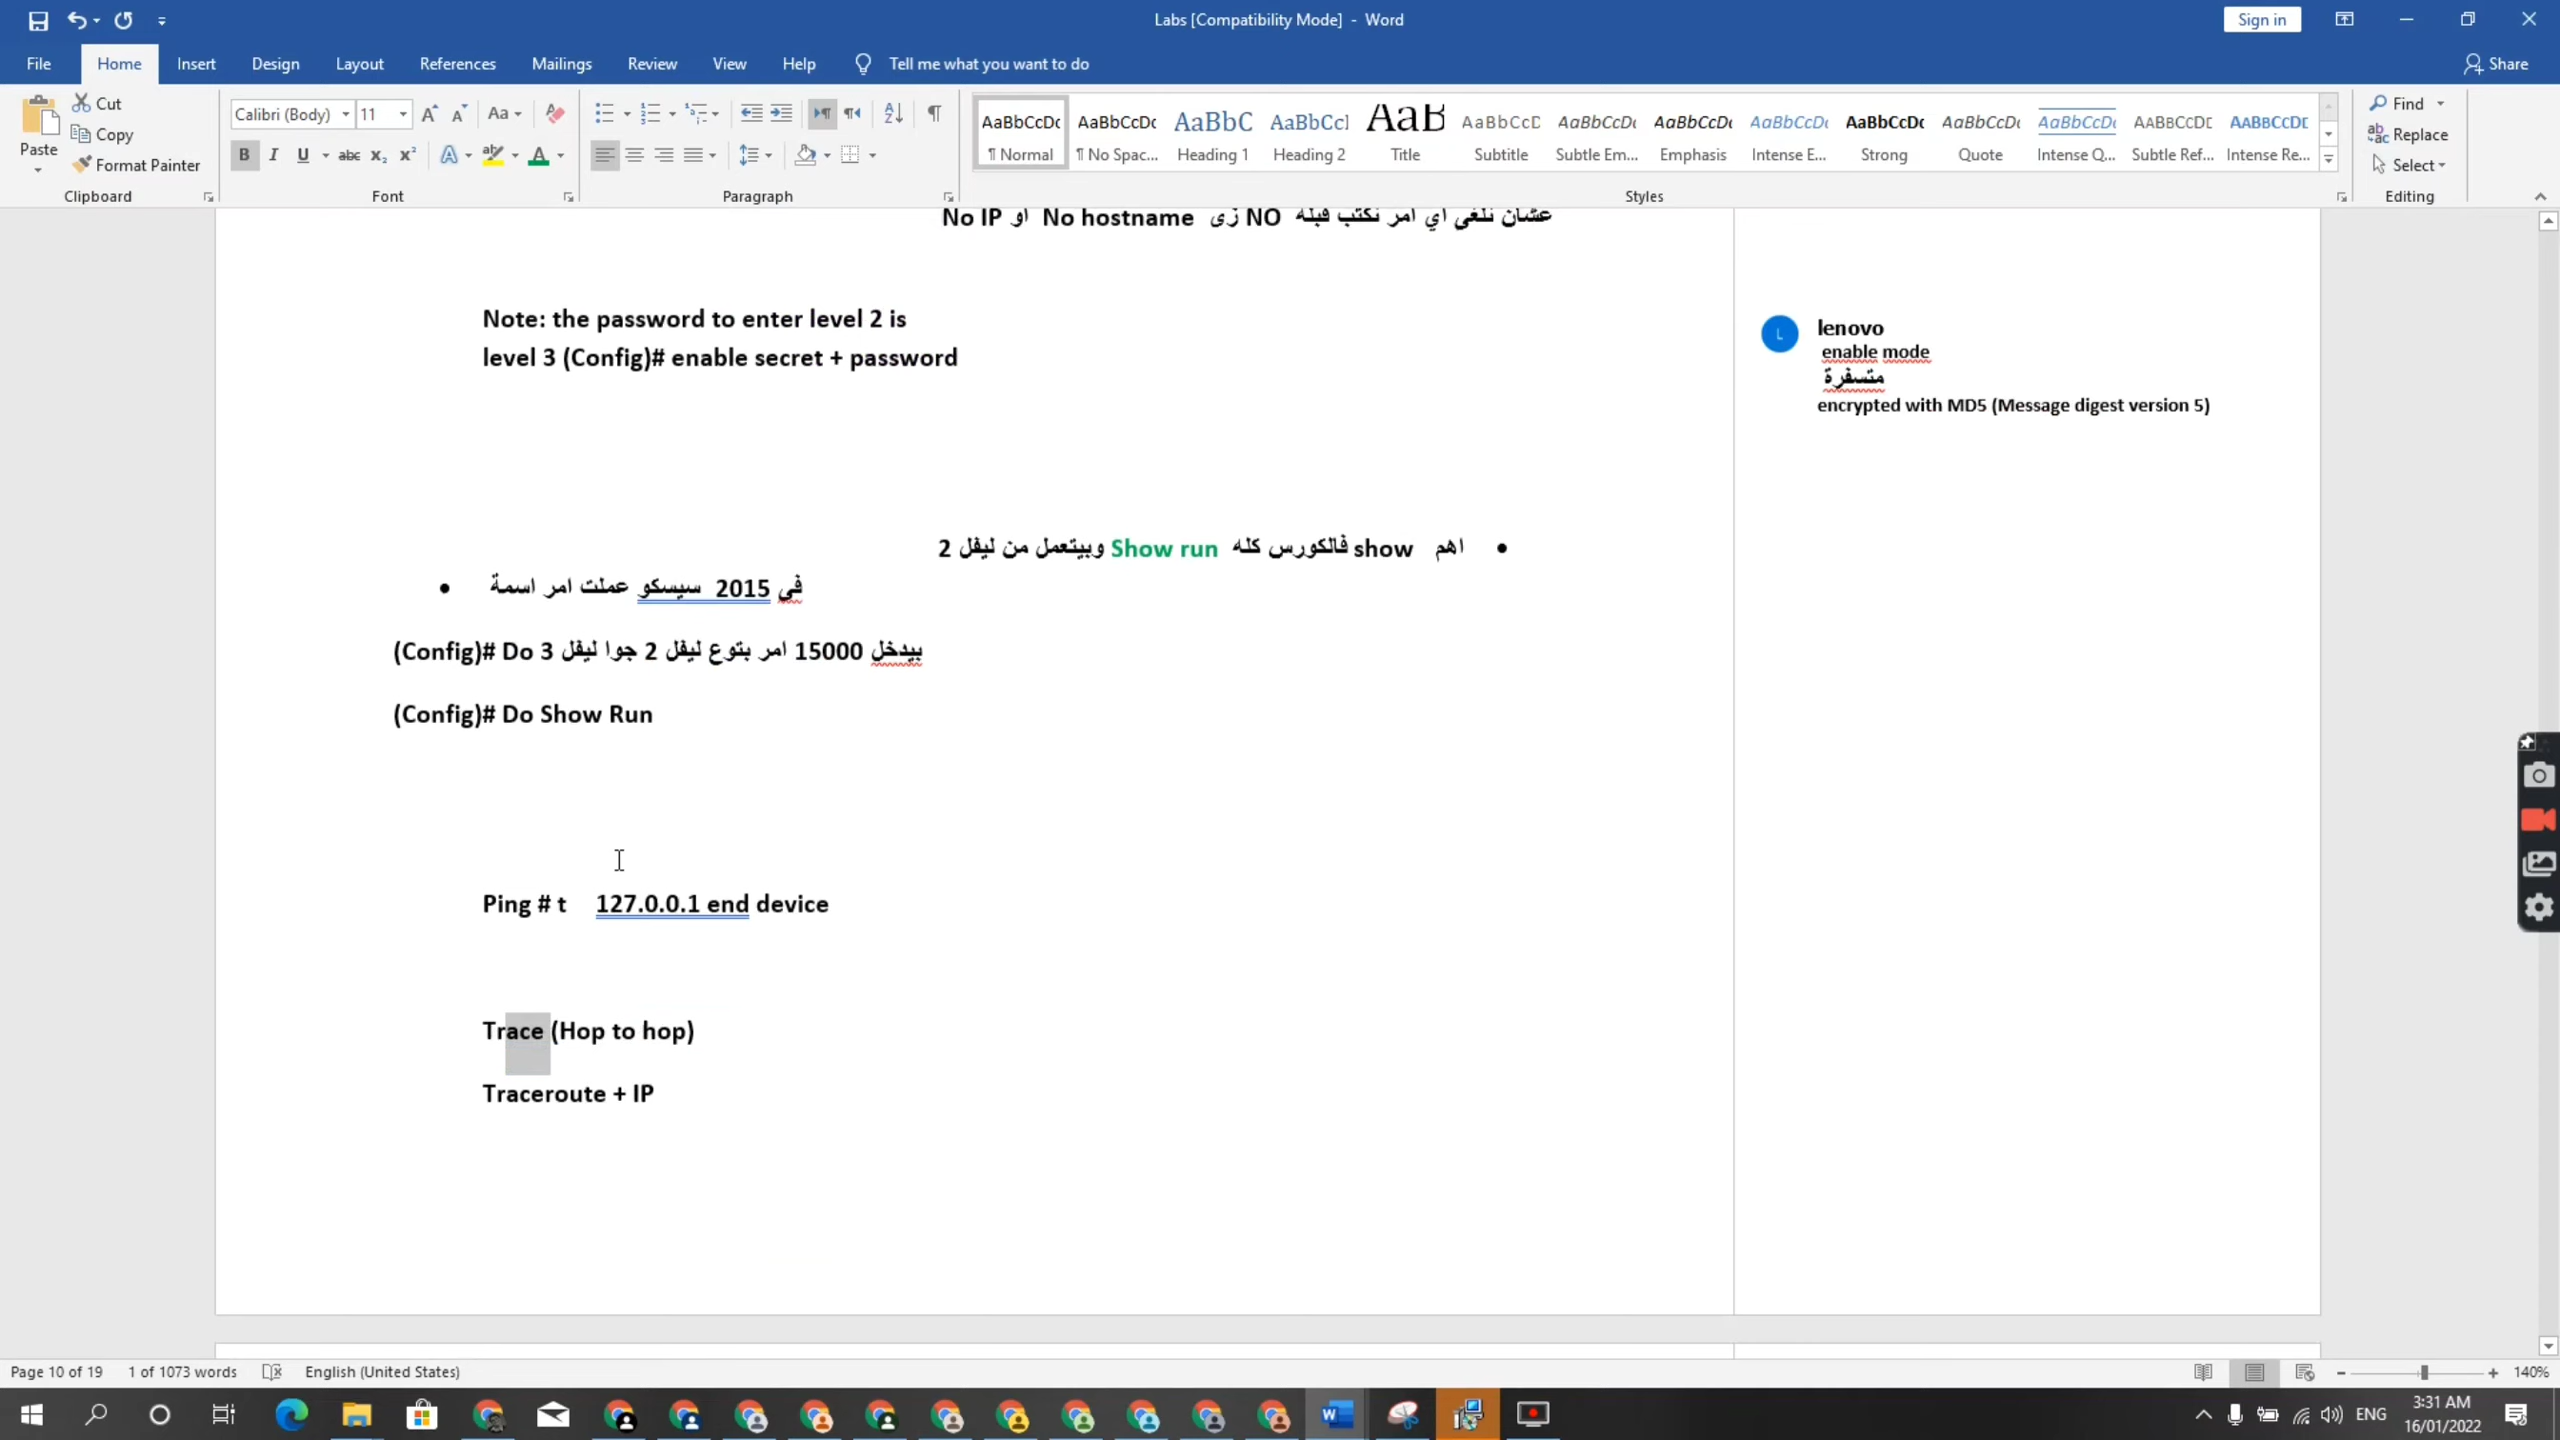 Labs [Compatibility Mode] - Word
Sign in
File Home Insert Design Layout References Mailings Review View Help Tell me what you want to do Share
Paste Cut Copy Format Painter Clipboard
Calibri (Body) 11 Font
Paragraph
AaBbCcDc ¶ Normal
AaBbCcDc ¶ No Spac...
AaBbC Heading 1
AaBbCcI Heading 2
AaB Title
AaBbCcD Subtitle
AaBbCcDc Subtle Em...
AaBbCcDc Emphasis
AaBbCcDc Intense E...
AaBbCcDc Strong
AaBbCcDc Quote
AaBbCcDc Intense Q...
AABBCCDE Subtle Ref...
AABBCCDE Intense Re...
Styles
Find Replace Select Editing
عشان نلغي اي امر نكتب قبله NO زى No hostname او No IP
Note: the password to enter level 2 is
level 3 (Config)# enable secret + password
lenovo
enable mode
متسفرة
encrypted with MD5 (Message digest version 5)
• اهم show فالكورس كله Show run وبيتعمل من ليفل 2
• في 2015 سيسكو عملت امر اسمة
(Config)# Do بيدخل 15000 امر بتوع ليفل 2 جوا ليفل 3
(Config)# Do Show Run
Ping # t 127.0.0.1 end device
Trace (Hop to hop)
Traceroute + IP
Page 10 of 19 1 of 1073 words English (United States) 140%
ENG 3:31 AM
16/01/2022